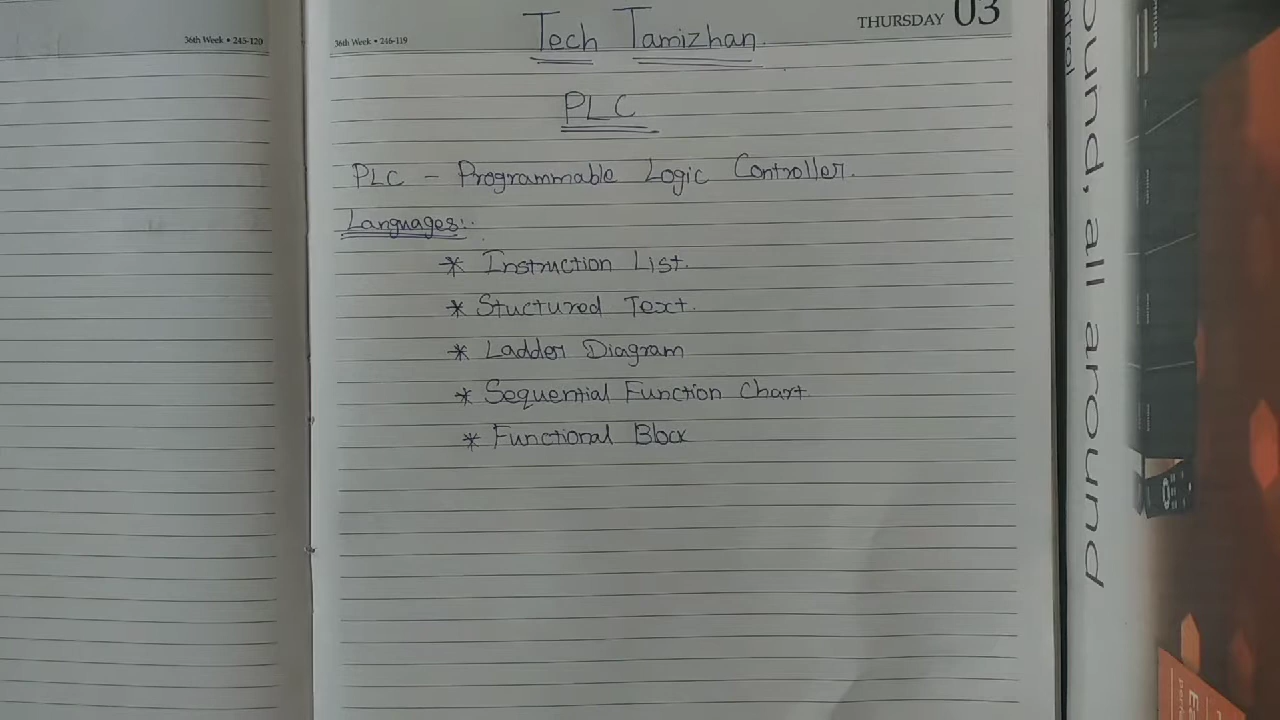 36th Week • 245-120
36th Week • 246-119
THURSDAY 03
Tech Tamizhan.
PLC
PLC - Programmable Logic Controller.
Languages:-
* Instruction List.
* Stuctured Text.
* Ladder Diagram
* Sequential Function Chart
* Functional Block
ound, all around